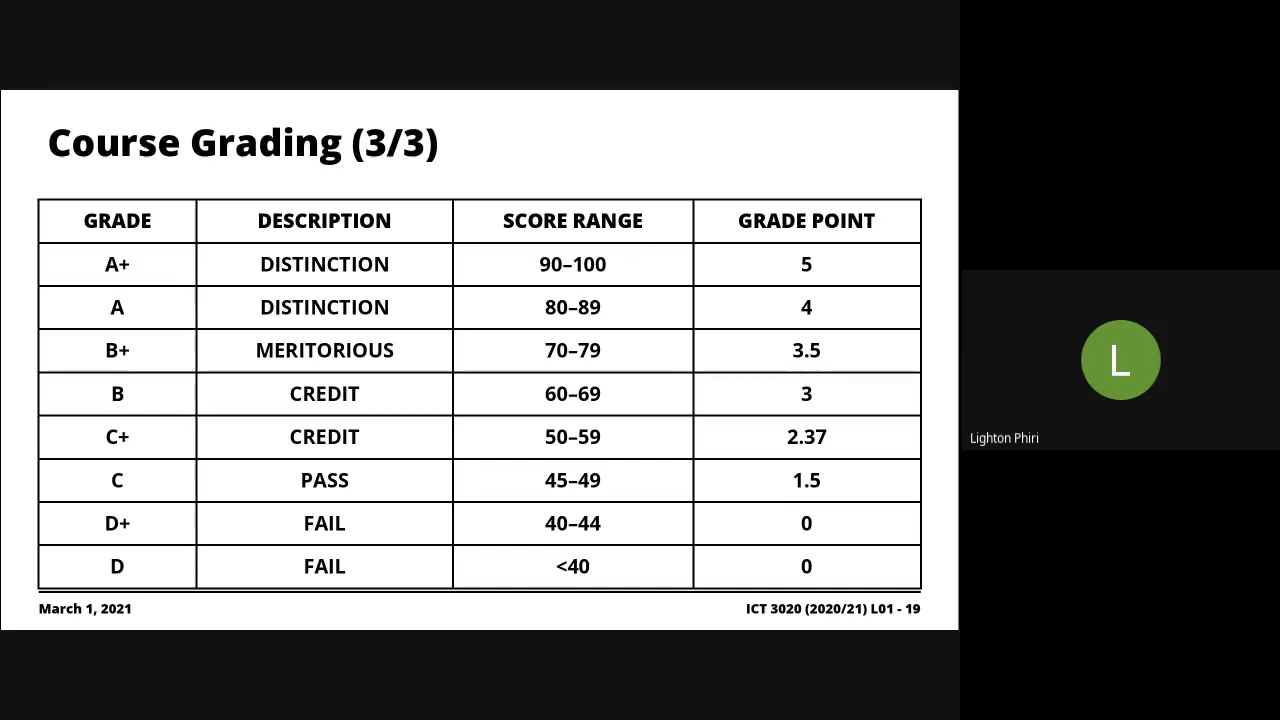 Course Grading (3/3)
GRADE DESCRIPTION SCORE RANGE GRADE POINT
A+ DISTINCTION 90–100 5
A DISTINCTION 80–89 4
B+ MERITORIOUS 70–79 3.5
B CREDIT 60–69 3
C+ CREDIT 50–59 2.37
C PASS 45–49 1.5
D+ FAIL 40–44 0
D FAIL <40 0
March 1, 2021 ICT 3020 (2020/21) L01 - 19
L
Lighton Phiri